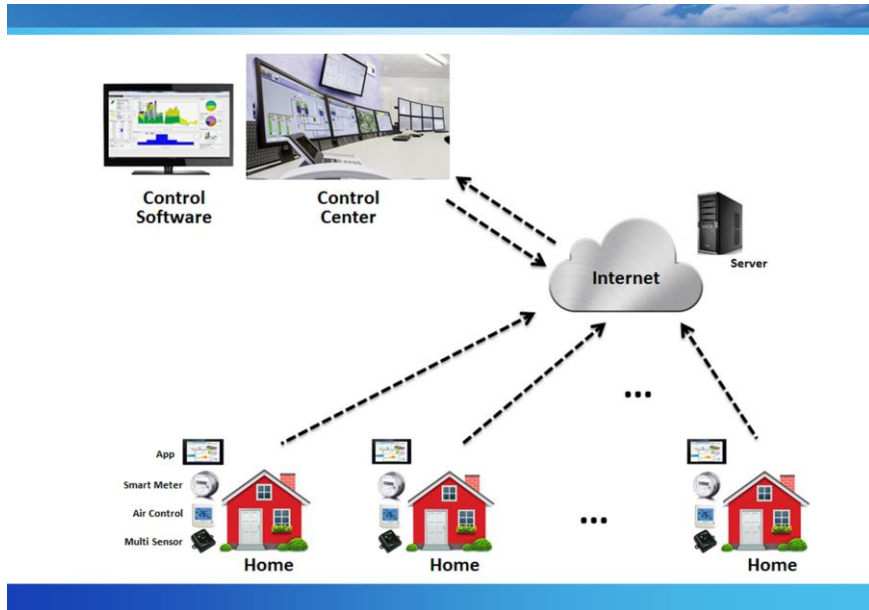 Control
Software
Control
Center
Internet
Server
...
App
Smart Meter
Air Control
Multi Sensor
...
Home
Home
Home